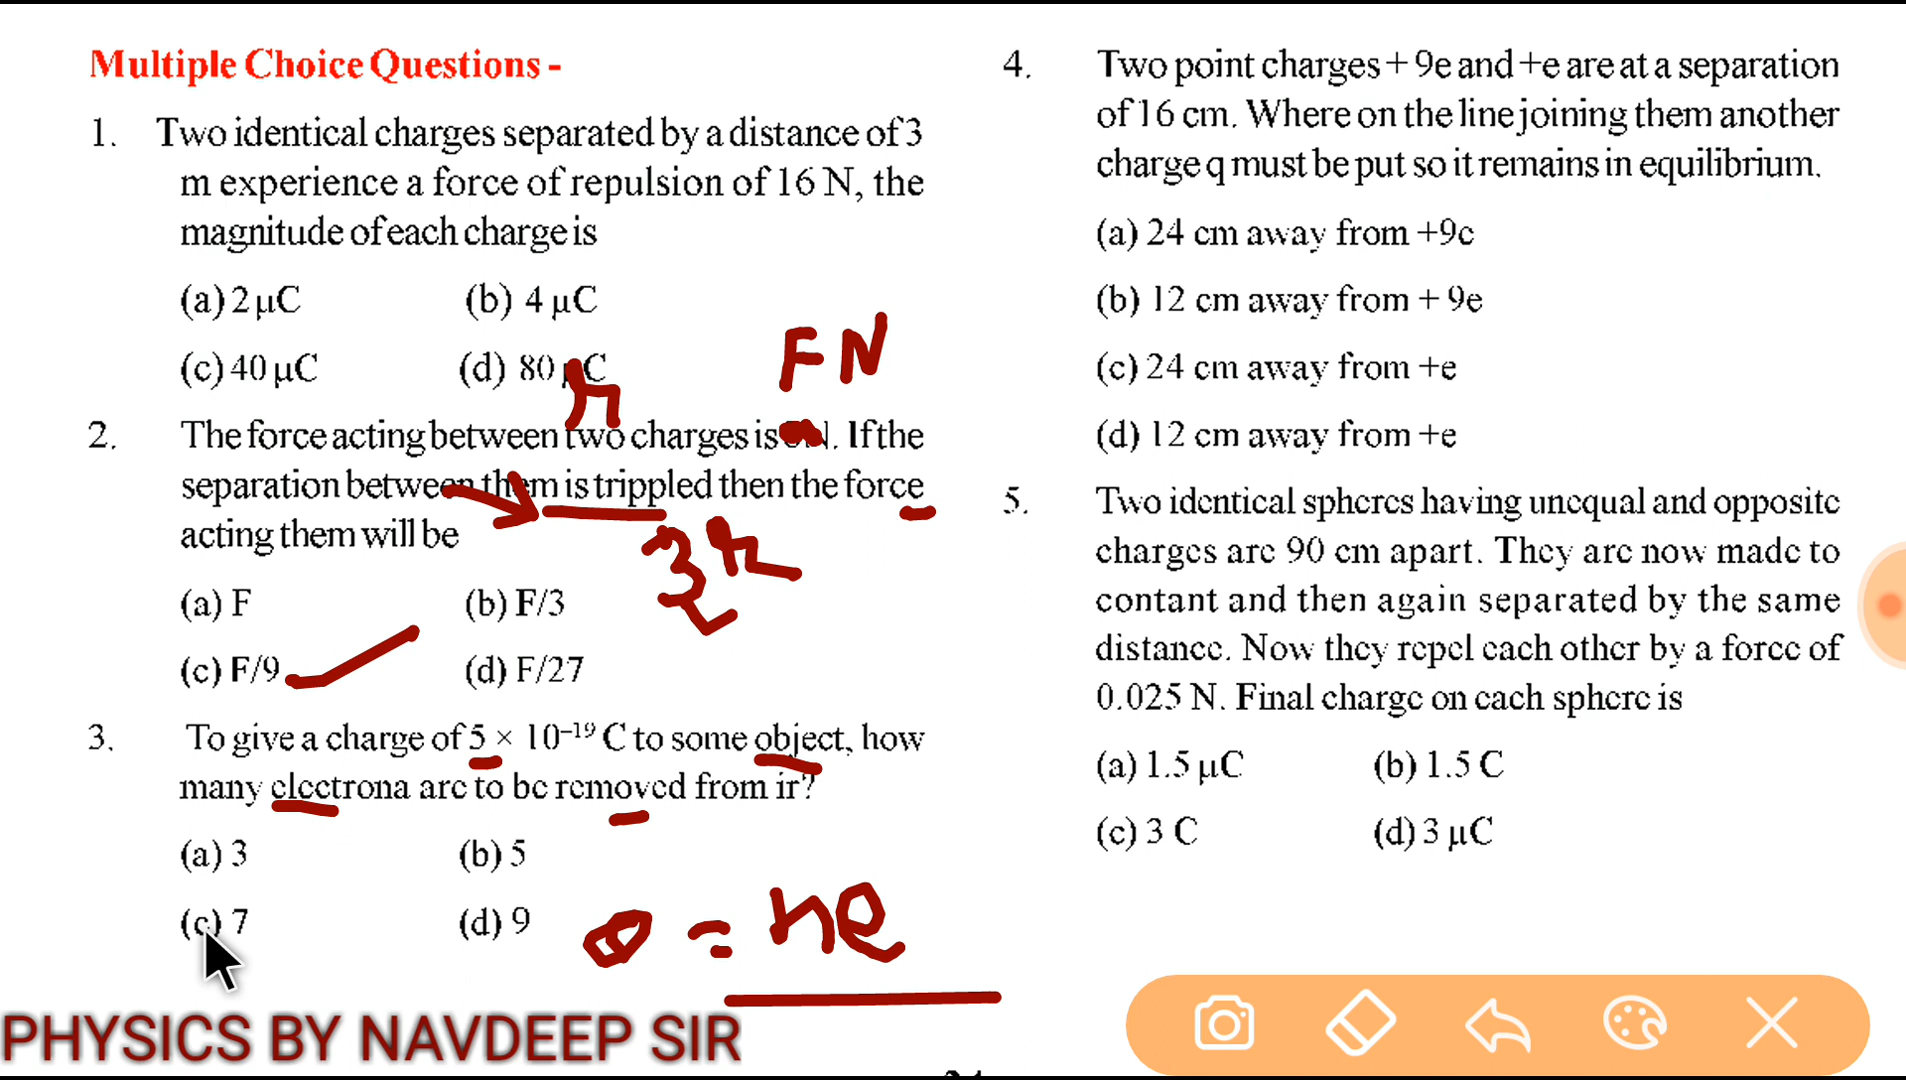 Multiple Choice Questions -
1. Two identical charges separated by a distance of 3
m experience a force of repulsion of 16 N, the
magnitude of each charge is
(a) 2 μC (b) 4 μC
(c) 40 μC (d) 80 μC
r
F N
2. The force acting between two charges is N. If the
separation between them is trippled then the force
acting them will be
3 r
(a) F (b) F/3
(c) F/9 (d) F/27
3. To give a charge of 5 × 10⁻¹⁹ C to some object, how
many electrona are to be removed from ir?
(a) 3 (b) 5
(c) 7 (d) 9
Q = ne
4. Two point charges + 9e and +e are at a separation
of 16 cm. Where on the line joining them another
charge q must be put so it remains in equilibrium.
(a) 24 cm away from +9e
(b) 12 cm away from + 9e
(c) 24 cm away from +e
(d) 12 cm away from +e
5. Two identical spheres having unequal and opposite
charges are 90 cm apart. They are now made to
contant and then again separated by the same
distance. Now they repel each other by a force of
0.025 N. Final charge on each sphere is
(a) 1.5 μC (b) 1.5 C
(c) 3 C (d) 3 μC
PHYSICS BY NAVDEEP SIR